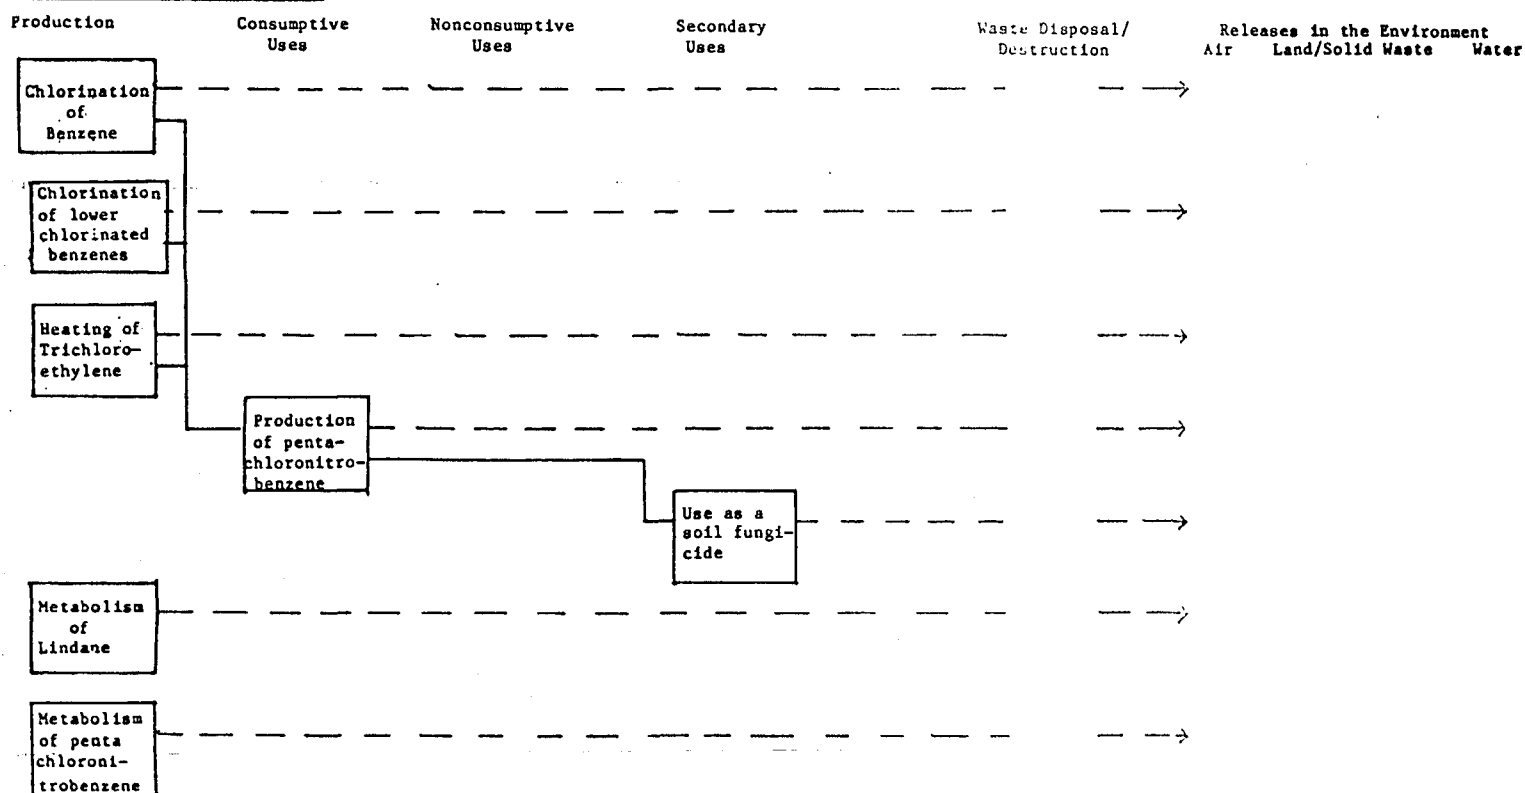 Production
Consumptive
Uses
Nonconsumptive
Uses
Secondary
Uses
Waste Disposal/
Destruction
Releases in the Environment
Air Land/Solid Waste Water
Chlorination
of
Benzene
Chlorination
of lower
chlorinated
benzenes
Heating of
Trichloro-
ethylene
Production
of penta-
chloronitro-
benzene
Use as a
soil fungi-
cide
Metabolism
of
Lindane
Metabolism
of penta
chloroni-
trobenzene